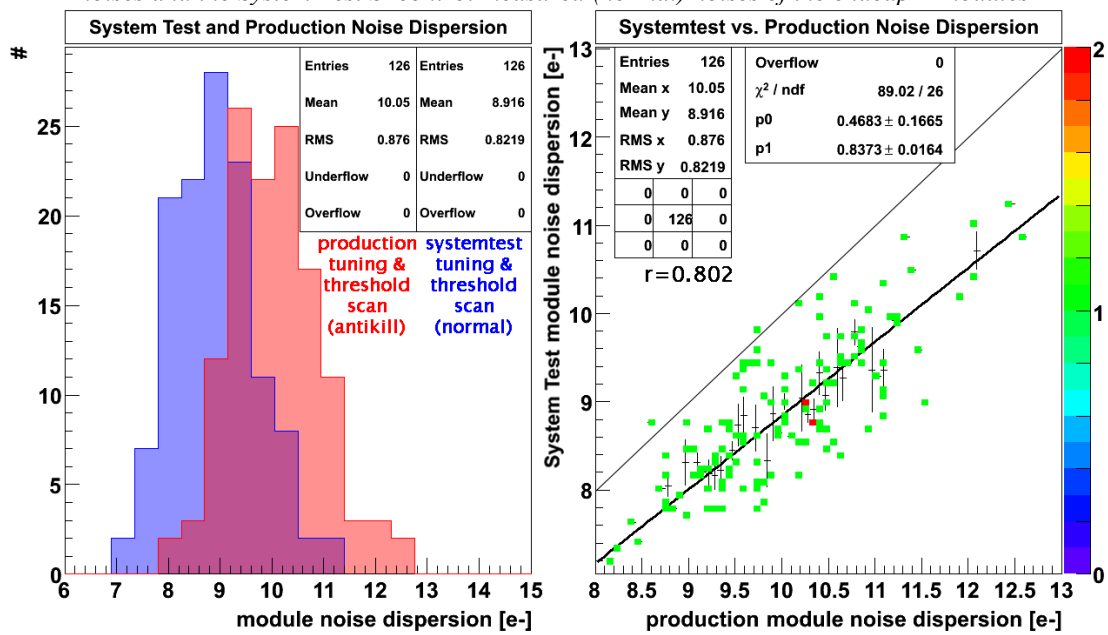 System Test and Production Noise Dispersion
#
Entries 126 Entries 126
Mean 10.05 Mean 8.916
RMS 0.876 RMS 0.8219
Underflow 0 Underflow 0
Overflow 0 Overflow 0
production systemtest
tuning & tuning &
threshold threshold
scan scan
(antikill) (normal)
25
20
15
10
5
0
6 7 8 9 10 11 12 13 14 15
module noise dispersion [e-]
Systemtest vs. Production Noise Dispersion
System Test module noise dispersion [e-]
Entries 126
Mean x 10.05
Mean y 8.916
RMS x 0.876
RMS y 0.8219
0 0 0
0 126 0
0 0 0
r=0.802
Overflow 0
χ² / ndf 89.02 / 26
p0 0.4683 ± 0.1665
p1 0.8373 ± 0.0164
13
12
11
10
9
8
8 8.5 9 9.5 10 10.5 11 11.5 12 12.5 13
production module noise dispersion [e-]
2
1
0